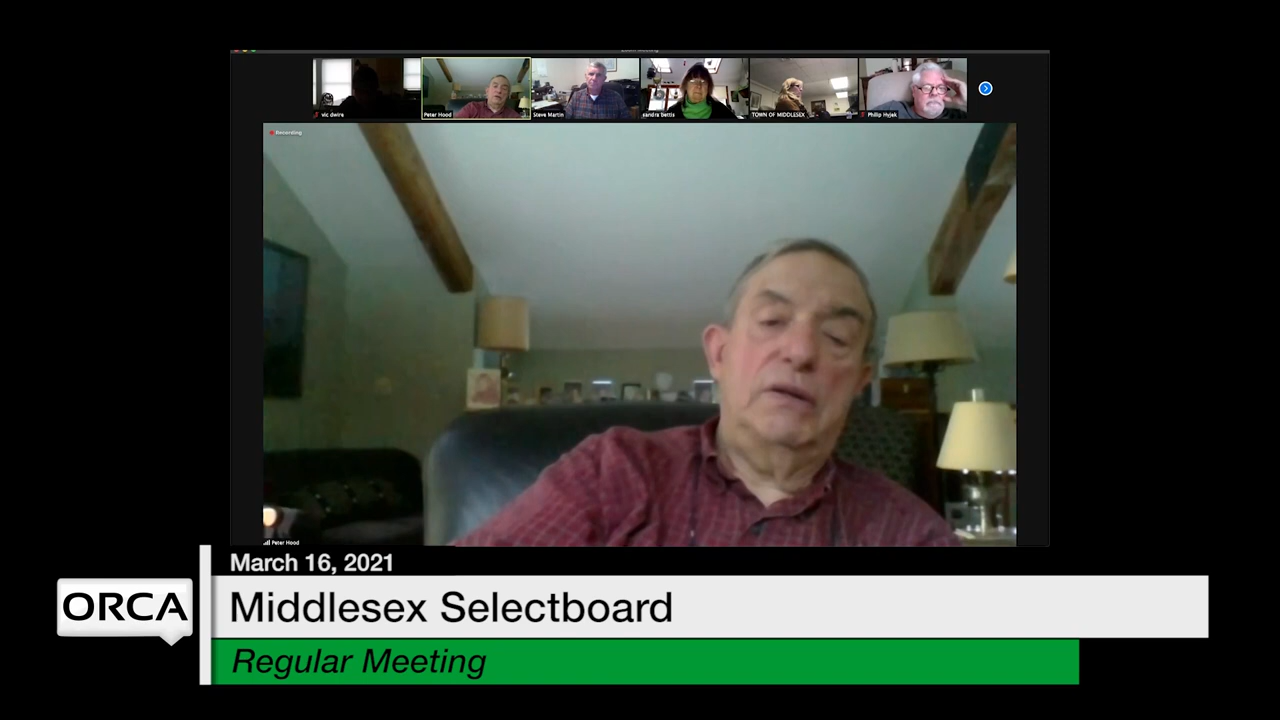 vic dwire
Peter Hood
Steve Martin
sandra bettis
TOWN OF MIDDLESEX
Philip Hyjek
Recording
Peter Hood
March 16, 2021
ORCA
Middlesex Selectboard
Regular Meeting